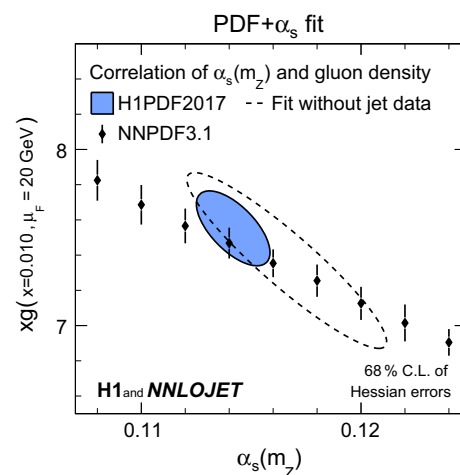 PDF+αs fit
Correlation of αs(mZ) and gluon density
H1PDF2017 Fit without jet data
NNPDF3.1
8
7
xg( x=0.010 , μF = 20 GeV )
68 % C.L. of
Hessian errors
H1 and NNLOJET
0.11 0.12
αs(mZ)